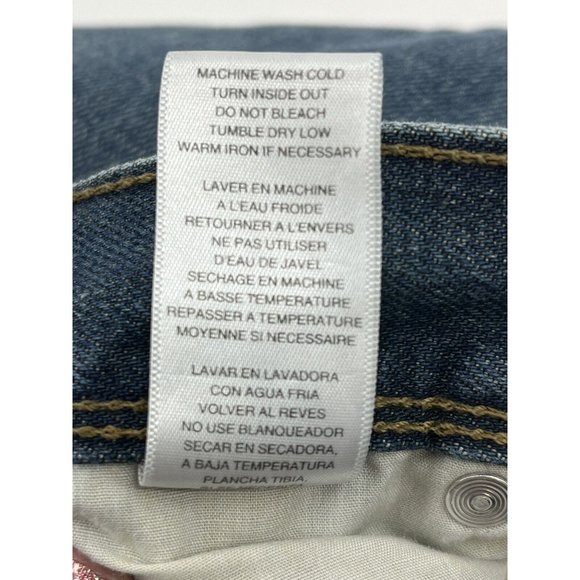 MACHINE WASH COLD
TURN INSIDE OUT
DO NOT BLEACH
TUMBLE DRY LOW
WARM IRON IF NECESSARY
LAVER EN MACHINE
A L'EAU FROIDE
RETOURNER A L'ENVERS
NE PAS UTILISER
D'EAU DE JAVEL
SECHAGE EN MACHINE
A BASSE TEMPERATURE
REPASSER A TEMPERATURE
MOYENNE SI NECESSAIRE
LAVAR EN LAVADORA
CON AGUA FRIA
VOLVER AL REVES
NO USE BLANQUEADOR
SECAR EN SECADORA,
A BAJA TEMPERATURA
PLANCHA TIBIA,